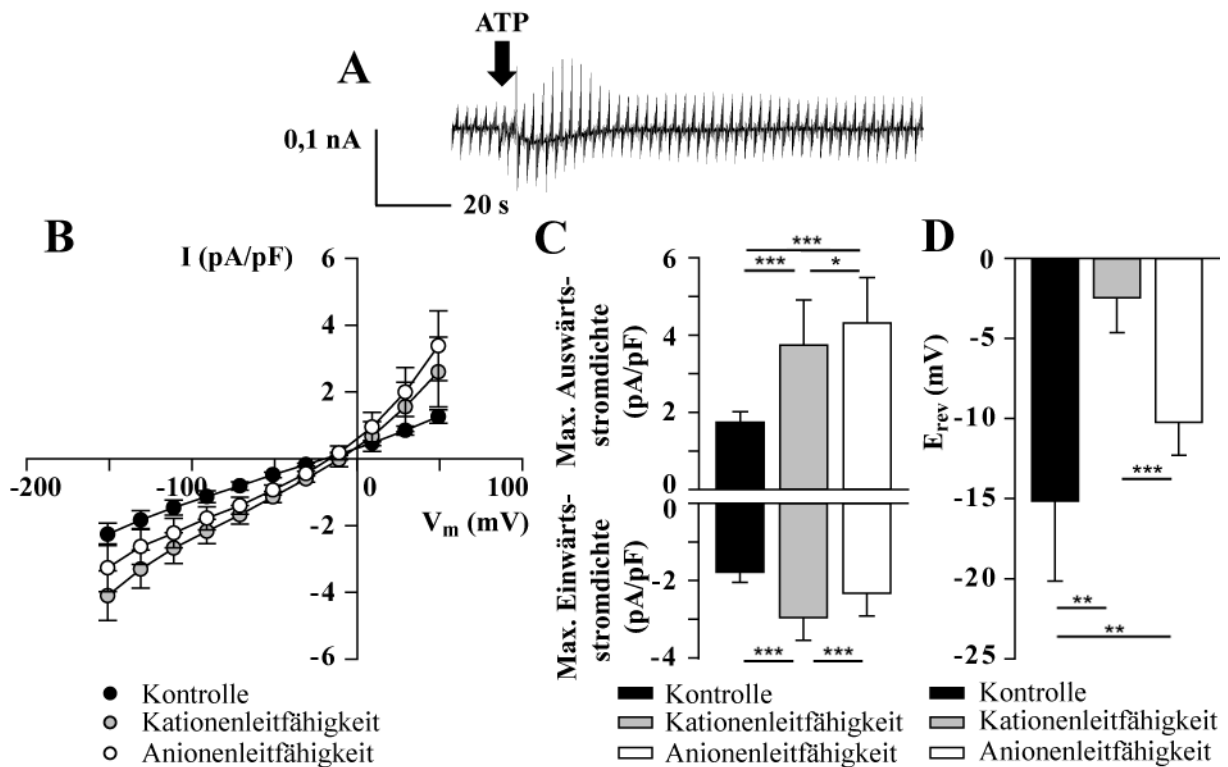 ATP
A
0,1 nA
20 s
B
I (pA/pF)
6
4
2
-200
-100
0
100
-2
-4
-6
V_m (mV)
Kontrolle
Kationenleitfähigkeit
Anionenleitfähigkeit
C
Max. Auswärts-
stromdichte
(pA/pF)
6
4
2
0
***
***
*
Max. Einwärts-
stromdichte
(pA/pF)
0
-2
-4
***
***
Kontrolle
Kationenleitfähigkeit
Anionenleitfähigkeit
D
E_rev (mV)
0
-5
-10
-15
-20
-25
***
**
**
Kontrolle
Kationenleitfähigkeit
Anionenleitfähigkeit